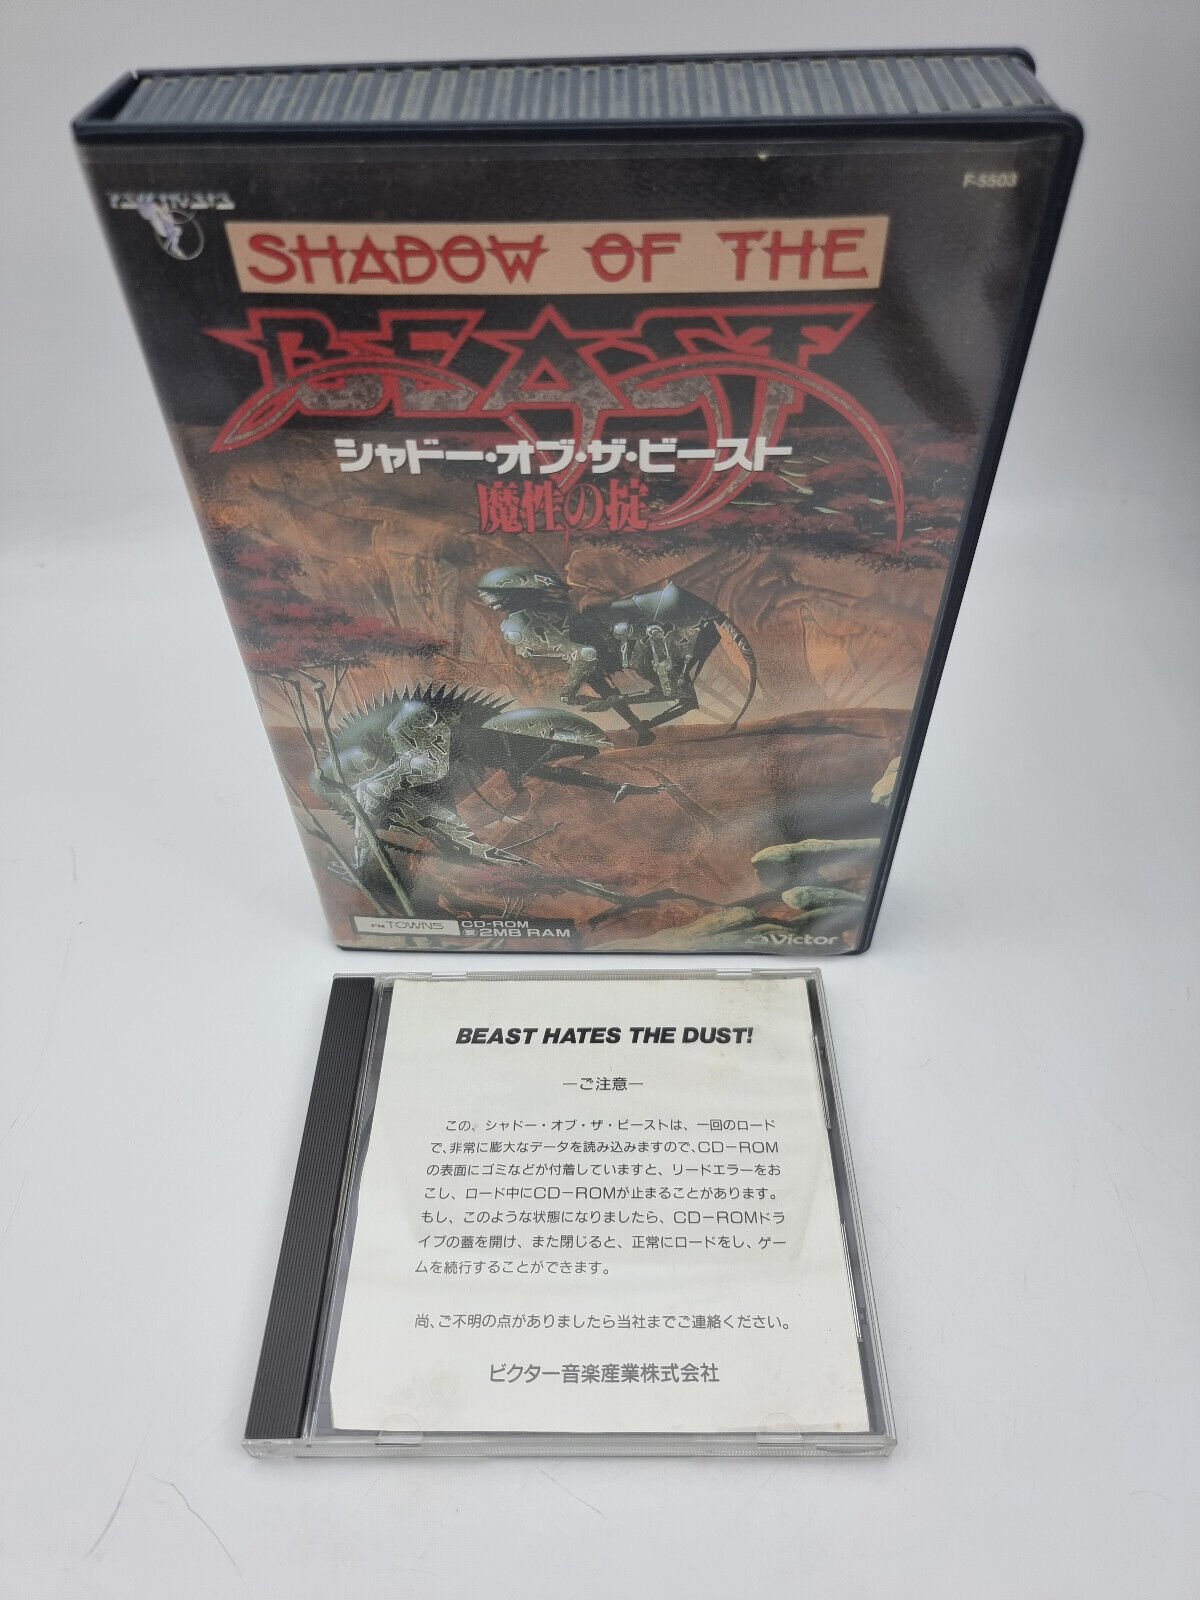 F-5503
SHADOW OF THE
BEAST
シャドー・オブ・ザ・ビースト
魔性の掟
FM TOWNS
CD-ROM
要2MB RAM
Victor
BEAST HATES THE DUST!
—ご注意—
この、シャドー・オブ・ザ・ビーストは、一回のロード
で、非常に膨大なデータを読み込みますので、CD-ROM
の表面にゴミなどが付着していますと、リードエラーをお
こし、ロード中にCD-ROMが止まることがあります。
もし、このような状態になりましたら、CD-ROMドラ
イブの蓋を開け、また閉じると、正常にロードをし、ゲー
ムを続行することができます。
尚、ご不明の点がありましたら当社までご連絡ください。
ビクター音楽産業株式会社